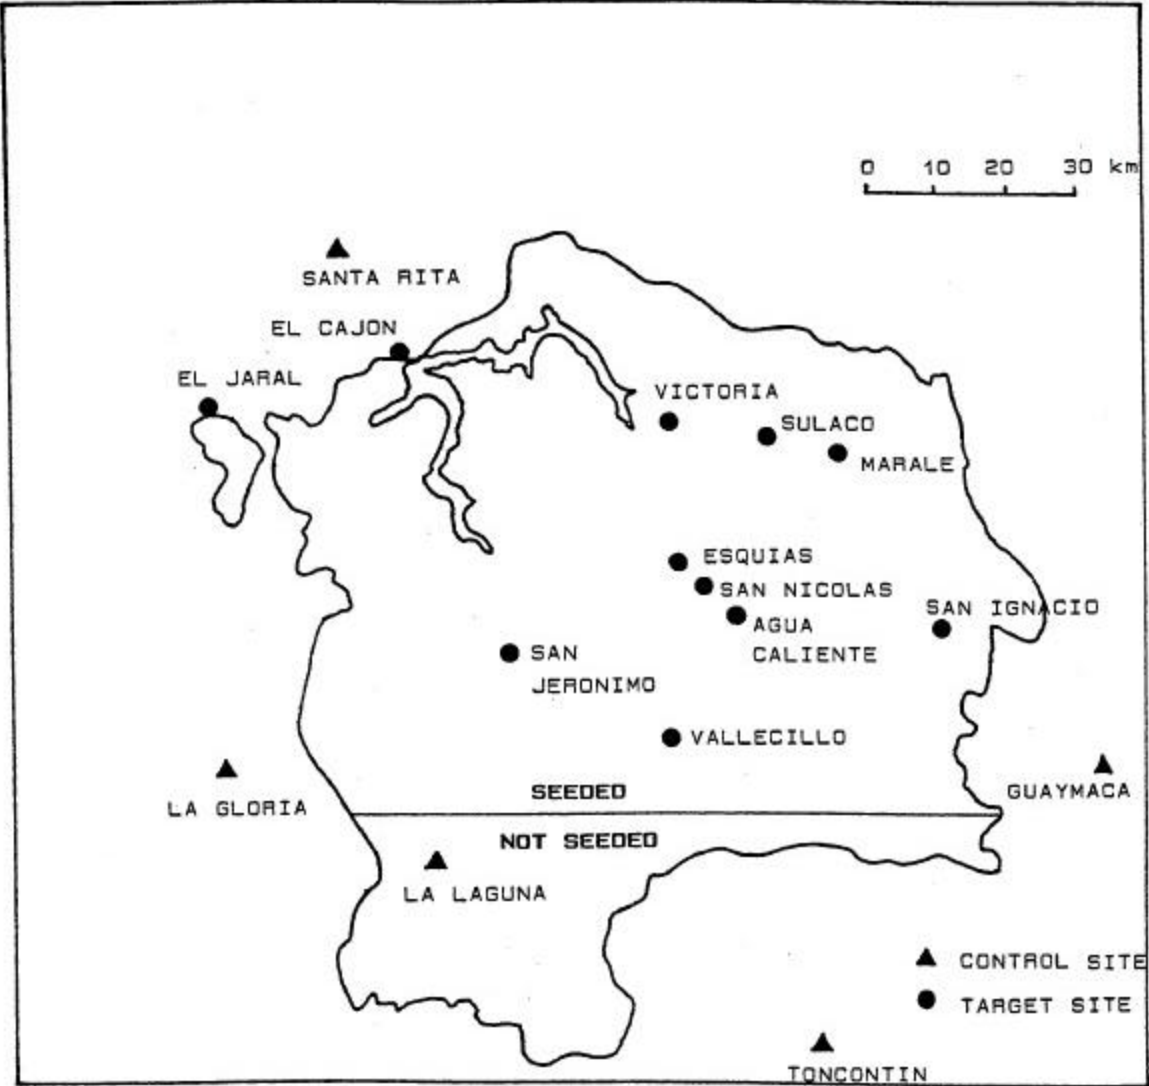 0 10 20 30 km
SANTA RITA
EL CAJON
EL JARAL
VICTORIA
SULACO
MARALE
ESQUIAS
SAN NICOLAS
SAN IGNACIO
AGUA
CALIENTE
SAN
JERONIMO
VALLECILLO
SEEDED
GUAYMACA
LA GLORIA
NOT SEEDED
LA LAGUNA
CONTROL SITE
TARGET SITE
TONCONTIN